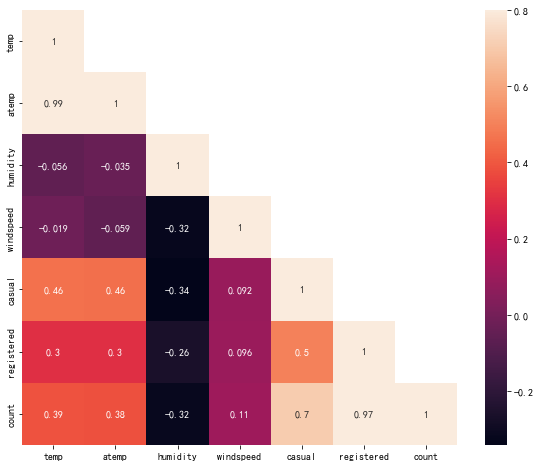 0.8
temp
1
atemp
0.99 1
0.6
humidity
-0.056 -0.035 1
0.4
windspeed
-0.019 -0.059 -0.32 1
0.2
casual
0.46 0.46 -0.34 0.092 1
0.0
registered
0.3 0.3 -0.26 0.096 0.5 1
-0.2
count
0.39 0.38 -0.32 0.11 0.7 0.97 1
temp atemp humidity windspeed casual registered count